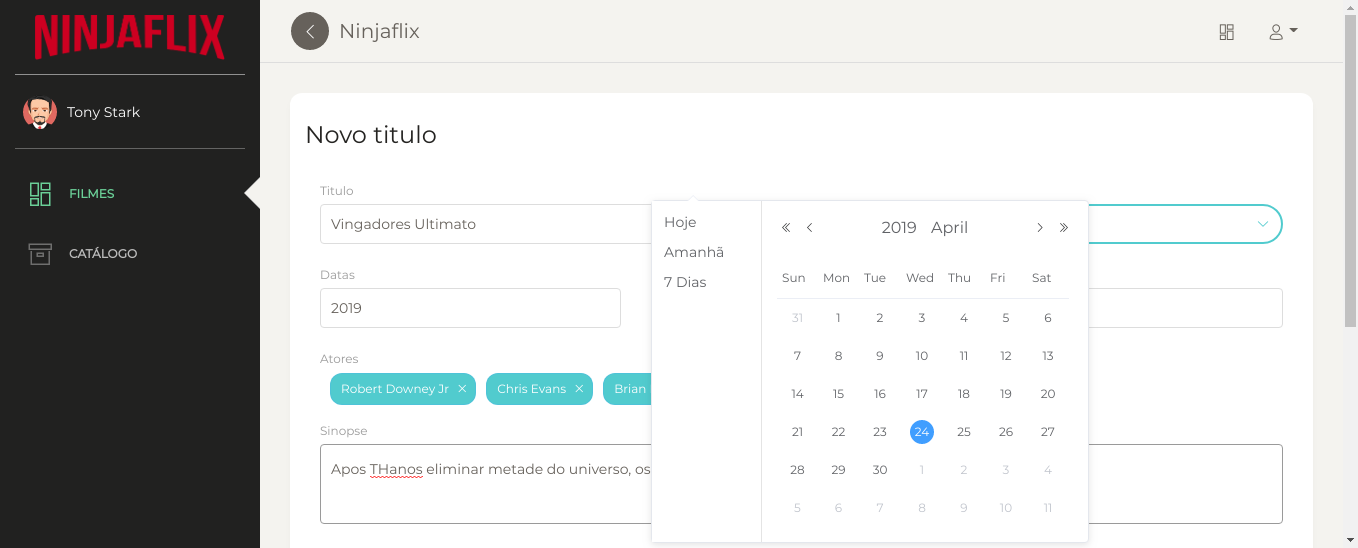 NINJAFLIX
Ninjaflix
Tony Stark
FILMES
CATÁLOGO
Novo titulo
Titulo
Vingadores Ultimato
Datas
2019
Atores
Robert Downey Jr
Chris Evans
Brian
Sinopse
Apos THanos eliminar metade do universo, os
Hoje
Amanhã
7 Dias
2019 April
Sun Mon Tue Wed Thu Fri Sat
31 1 2 3 4 5 6
7 8 9 10 11 12 13
14 15 16 17 18 19 20
21 22 23 24 25 26 27
28 29 30 1 2 3 4
5 6 7 8 9 10 11